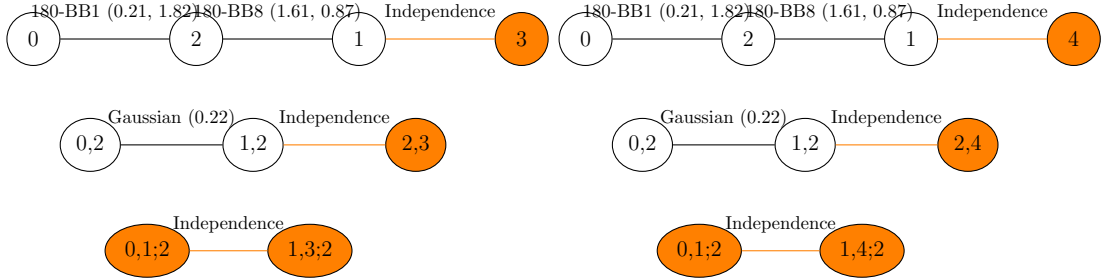 180-BB1 (0.21, 1.82) 180-BB8 (1.61, 0.87) Independence
0 2 1 3
Gaussian (0.22) Independence
0,2 1,2 2,3
Independence
0,1;2 1,3;2
180-BB1 (0.21, 1.82) 180-BB8 (1.61, 0.87) Independence
0 2 1 4
Gaussian (0.22) Independence
0,2 1,2 2,4
Independence
0,1;2 1,4;2